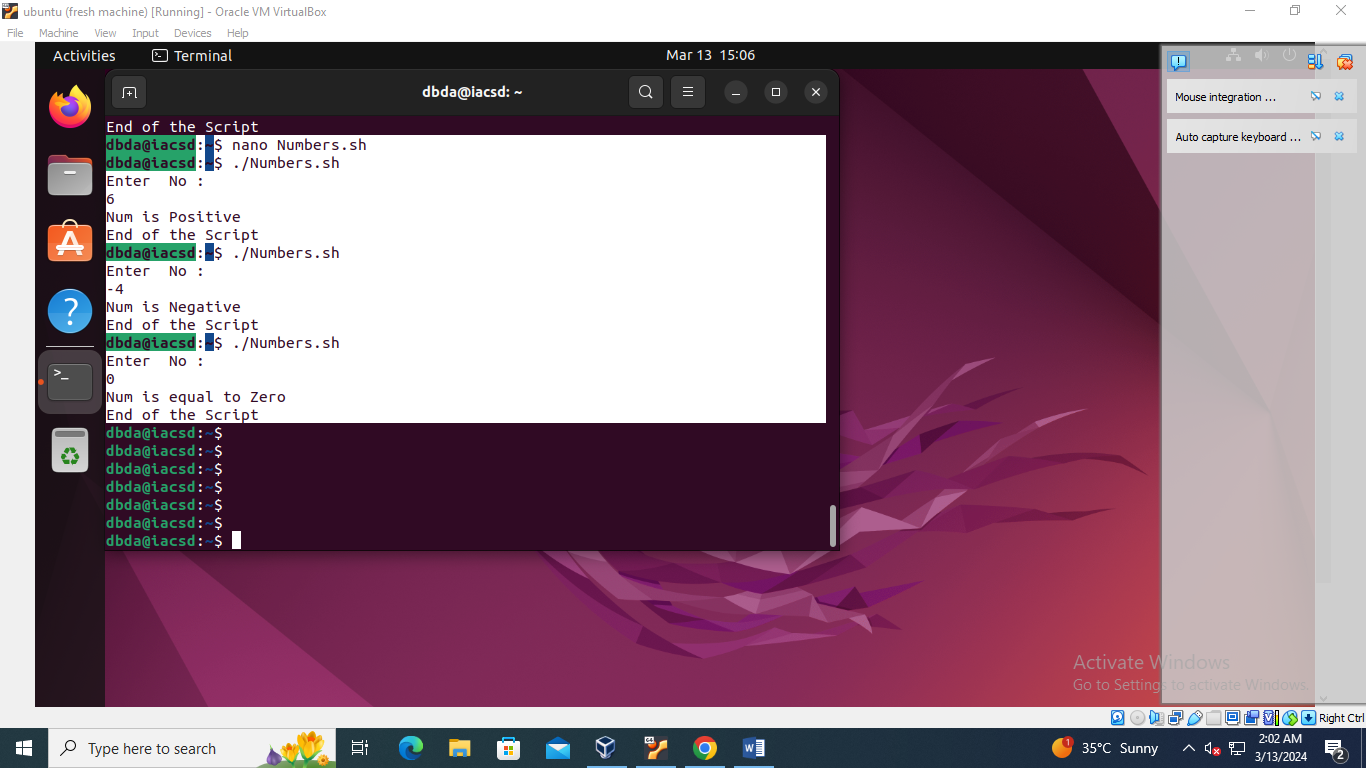 ubuntu (fresh machine) [Running] - Oracle VM VirtualBox
File Machine View Input Devices Help
Activities Terminal Mar 13 15:06
dbda@iacsd: ~
End of the Script
dbda@iacsd:~$ nano Numbers.sh
dbda@iacsd:~$ ./Numbers.sh
Enter  No :
6
Num is Positive
End of the Script
dbda@iacsd:~$ ./Numbers.sh
Enter  No :
-4
Num is Negative
End of the Script
dbda@iacsd:~$ ./Numbers.sh
Enter  No :
0
Num is equal to Zero
End of the Script
dbda@iacsd:~$
dbda@iacsd:~$
dbda@iacsd:~$
dbda@iacsd:~$
dbda@iacsd:~$
dbda@iacsd:~$
dbda@iacsd:~$
Mouse integration ...
Auto capture keyboard ...
Activate Windows
Go to Settings to activate Windows.
Right Ctrl
Type here to search
1
35°C Sunny
2:02 AM
3/13/2024
2